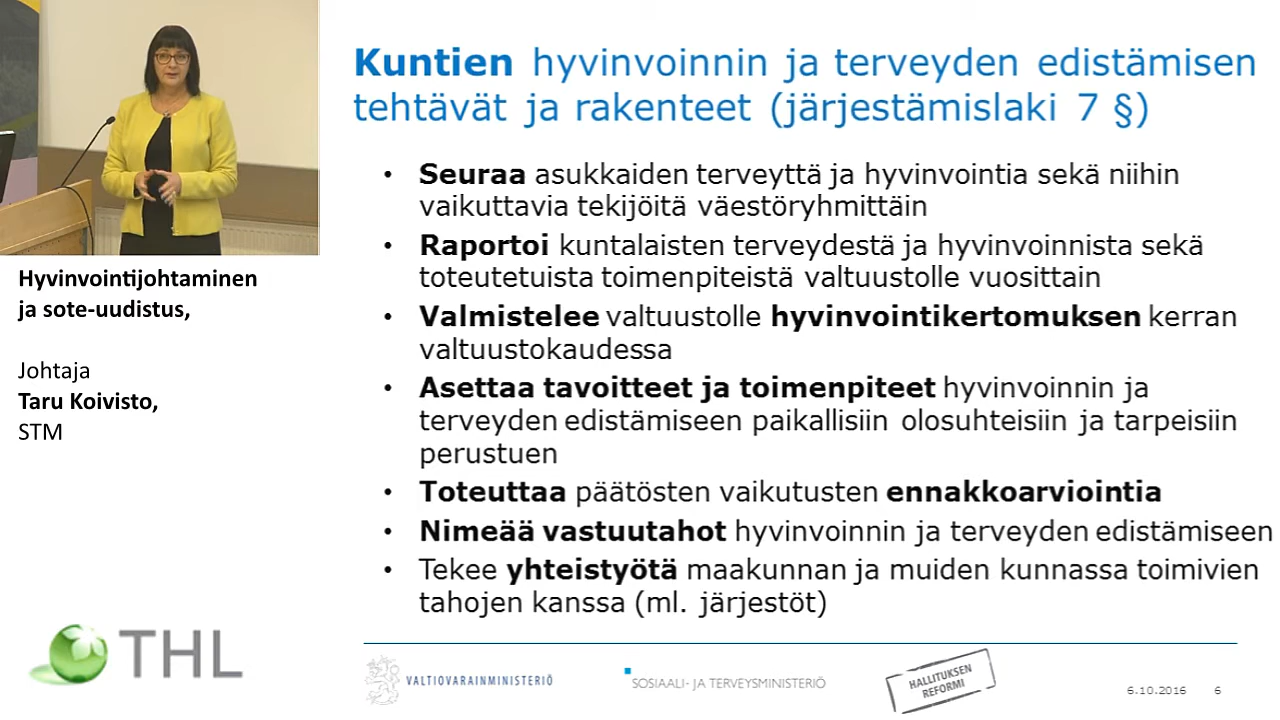 Kuntien hyvinvoinnin ja terveyden edistämisen
tehtävät ja rakenteet (järjestämislaki 7 §)
• Seuraa asukkaiden terveyttä ja hyvinvointia sekä niihin
vaikuttavia tekijöitä väestöryhmittäin
• Raportoi kuntalaisten terveydestä ja hyvinvoinnista sekä
toteutetuista toimenpiteistä valtuustolle vuosittain
• Valmistelee valtuustolle hyvinvointikertomuksen kerran
valtuustokaudessa
• Asettaa tavoitteet ja toimenpiteet hyvinvoinnin ja
terveyden edistämiseen paikallisiin olosuhteisiin ja tarpeisiin
perustuen
• Toteuttaa päätösten vaikutusten ennakkoarviointia
• Nimeää vastuutahot hyvinvoinnin ja terveyden edistämiseen
• Tekee yhteistyötä maakunnan ja muiden kunnassa toimivien
tahojen kanssa (ml. järjestöt)
Hyvinvointijohtaminen
ja sote-uudistus,
Johtaja
Taru Koivisto,
STM
THL
VALTIOVARAINMINISTERIÖ
SOSIAALI- JA TERVEYSMINISTERIÖ
HALLITUKSEN
REFORMI
6.10.2016 6